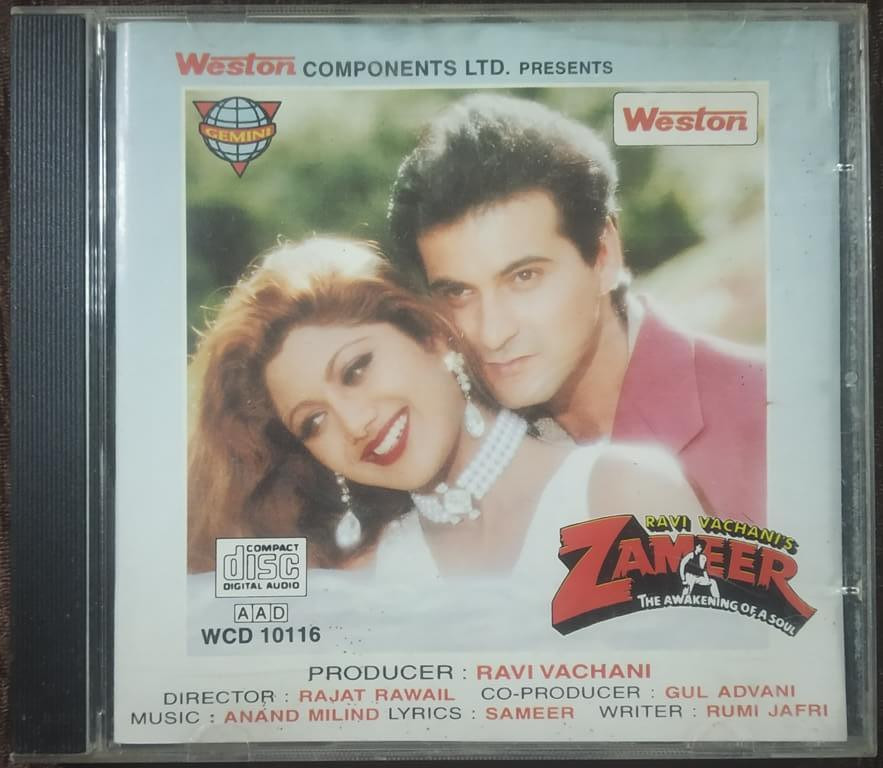 Weston COMPONENTS LTD. PRESENTS
GEMINI
Weston
RAVI VACHANI'S
ZAMEER
THE AWAKENING OF A SOUL
COMPACT
disc
DIGITAL AUDIO
AAD
WCD 10116
PRODUCER : RAVI VACHANI
DIRECTOR : RAJAT RAWAIL CO-PRODUCER : GUL ADVANI
MUSIC : ANAND MILIND LYRICS : SAMEER WRITER : RUMI JAFRI